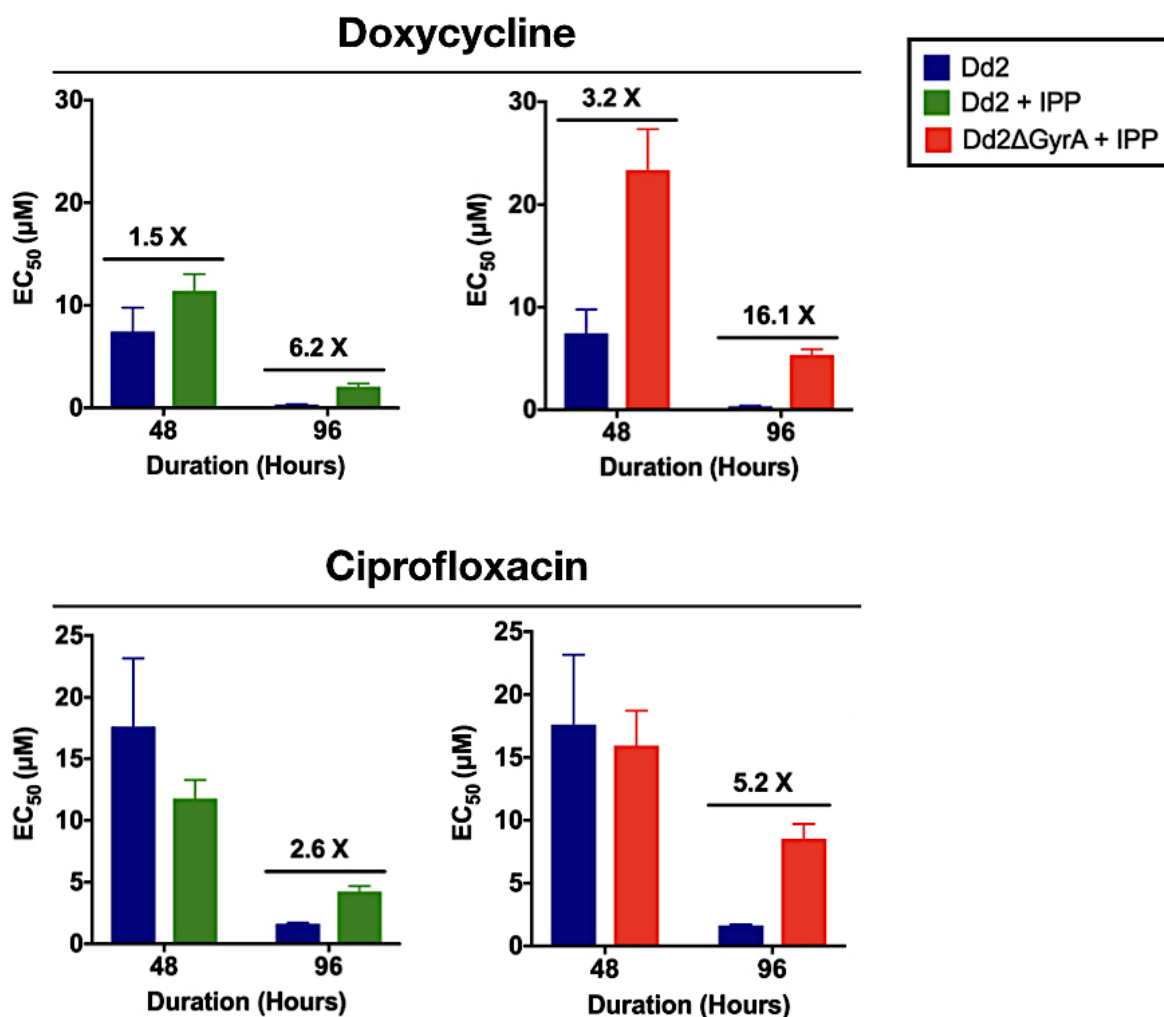 Doxycycline
Dd2
Dd2 + IPP
Dd2ΔGyrA + IPP
30
20
10
0
EC50 (µM)
1.5 X
6.2 X
48
96
Duration (Hours)
30
20
10
0
EC50 (µM)
3.2 X
16.1 X
48
96
Duration (Hours)
Ciprofloxacin
25
20
15
10
5
0
EC50 (µM)
2.6 X
48
96
Duration (Hours)
25
20
15
10
5
0
EC50 (µM)
5.2 X
48
96
Duration (Hours)